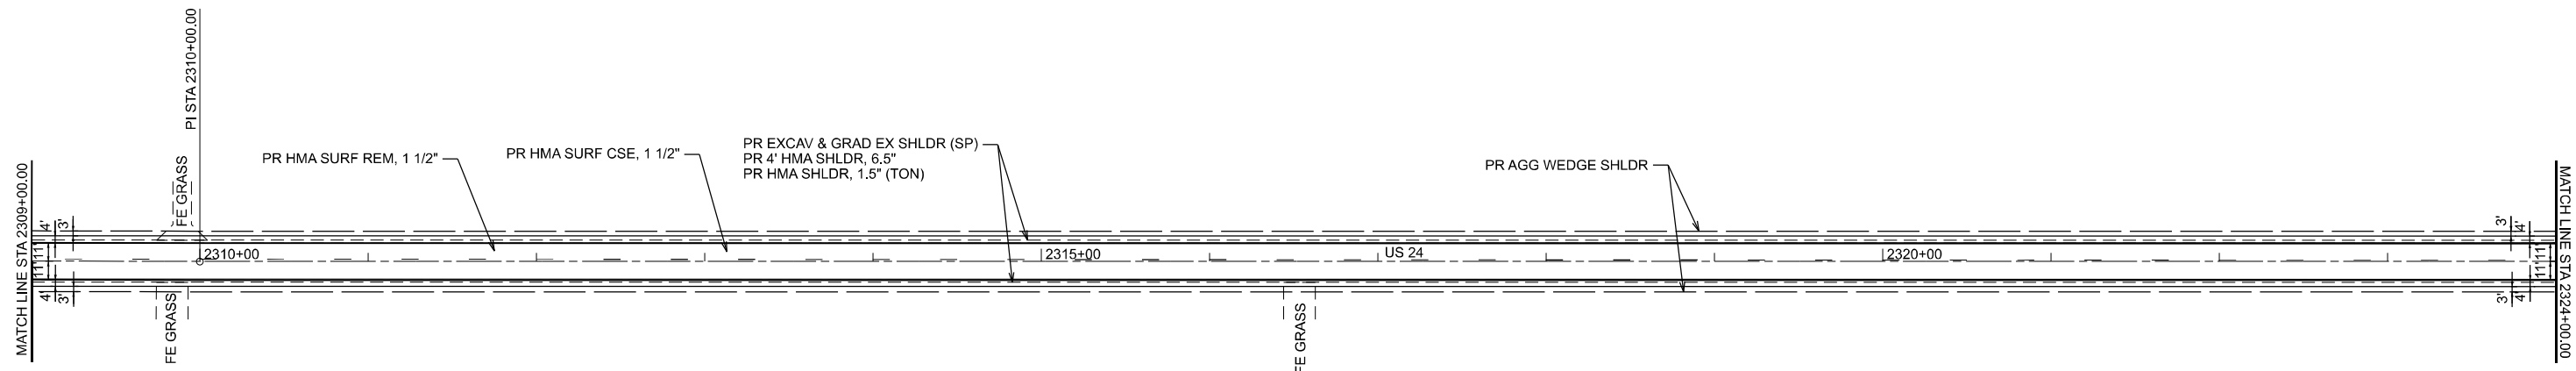 MATCH LINE STA 2309+00.00
PI STA 2310+00.00
FE GRASS
PR HMA SURF REM, 1 1/2"
PR HMA SURF CSE, 1 1/2"
PR EXCAV & GRAD EX SHLDR (SP)
PR 4' HMA SHLDR, 6.5"
PR HMA SHLDR, 1.5" (TON)
PR AGG WEDGE SHLDR
4'
3'
11'
11'
4'
3'
2310+00
2315+00
US 24
2320+00
3'
4'
11'
11'
3'
4'
FE GRASS
FE GRASS
MATCH LINE STA 2324+00.00